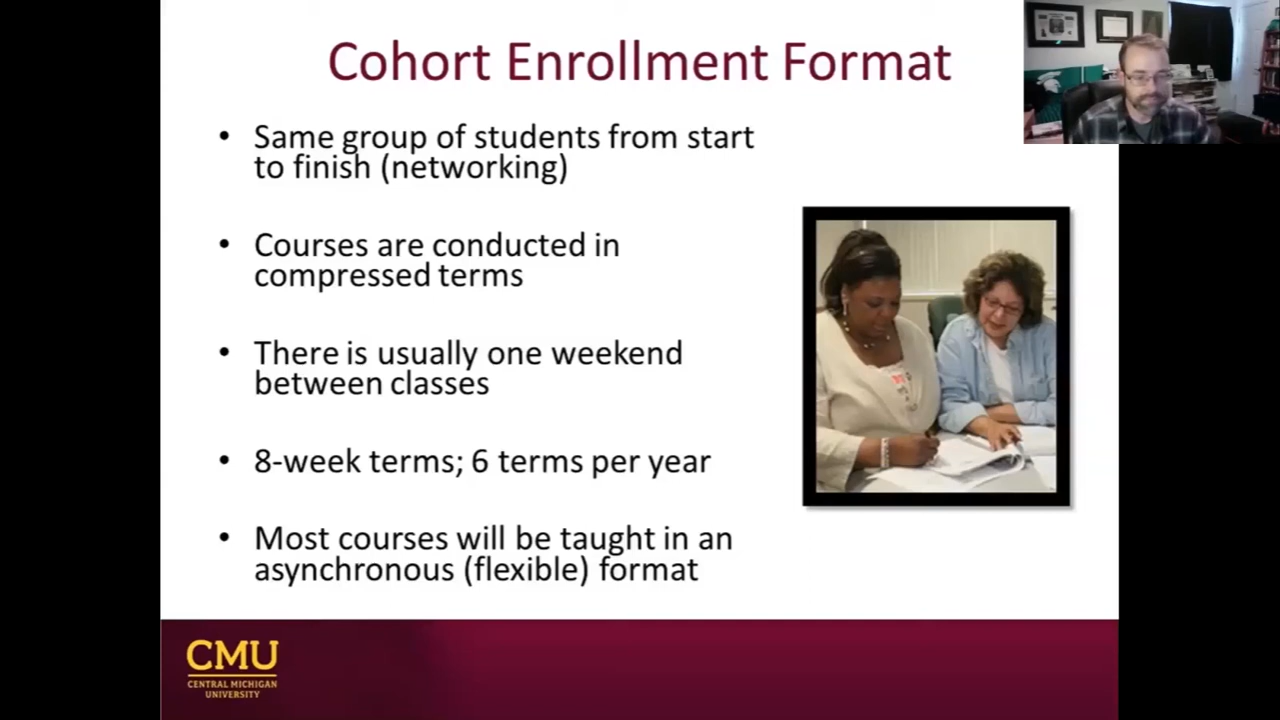 Cohort Enrollment Format
• Same group of students from start
to finish (networking)
• Courses are conducted in
compressed terms
• There is usually one weekend
between classes
• 8-week terms; 6 terms per year
• Most courses will be taught in an
asynchronous (flexible) format
CMU
CENTRAL MICHIGAN
UNIVERSITY